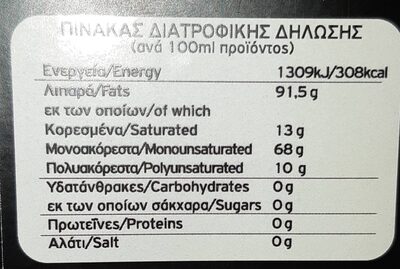 ΠΙΝΑΚΑΣ ΔΙΑΤΡΟΦΙΚΗΣ ΔΗΛΩΣΗΣ
(ανά 100ml προϊόντος)
Ενεργεία/Energy 1309kJ/308kcal
Λιπαρά/Fats 91,5g
εκ των οποίων/of which
Κορεσμένα/Saturated 13g
Μονοακόρεστα/Monounsaturated 68g
Πολυακόρεστα/Polyunsaturated 10 g
Υδατάνθρακες/Carbohydrates 0g
εκ των οποίων σάκχαρα/Sugars 0g
Πρωτεΐνες/Proteins 0g
Αλάτι/Salt 0g